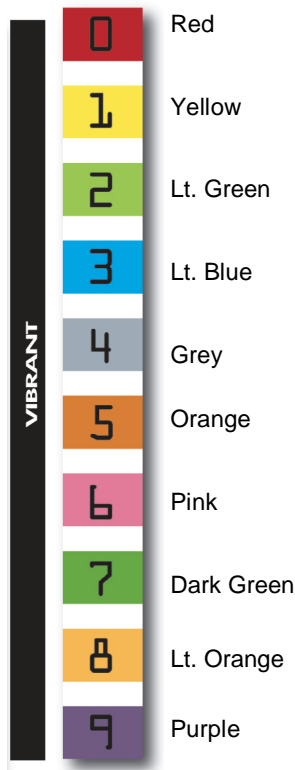 VIBRANT
0 Red
1 Yellow
2 Lt. Green
3 Lt. Blue
4 Grey
5 Orange
6 Pink
7 Dark Green
8 Lt. Orange
9 Purple